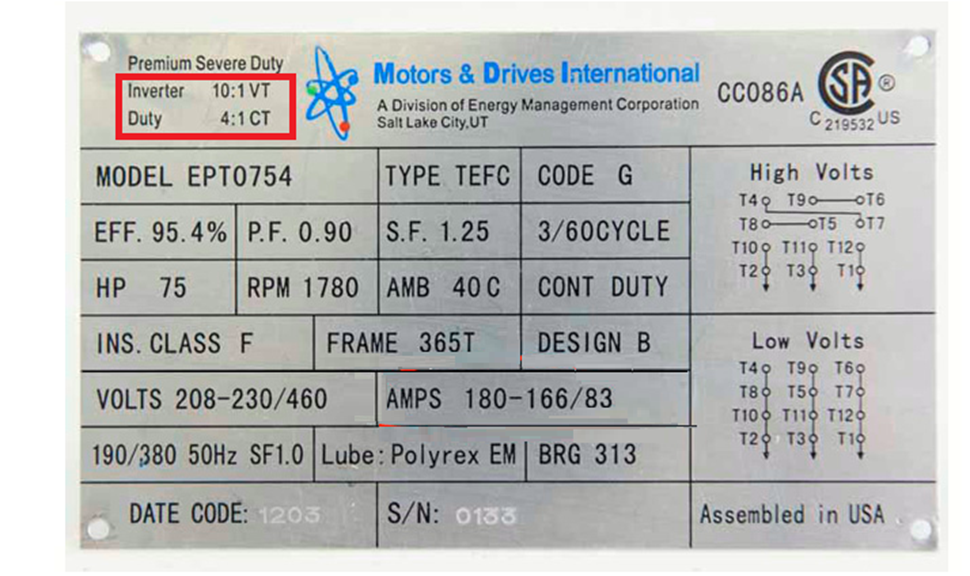 Premium Severe Duty
Inverter 10:1 VT
Duty 4:1 CT
Motors & Drives International
A Division of Energy Management Corporation
Salt Lake City,UT
CC086A
SA ®
C 219532 US
MODEL EPT0754
TYPE TEFC
CODE G
EFF. 95.4%
P.F. 0.90
S.F. 1.25
3/60CYCLE
HP 75
RPM 1780
AMB 40C
CONT DUTY
INS. CLASS F
FRAME 365T
DESIGN B
VOLTS 208-230/460
AMPS 180-166/83
190/380 50Hz SF1.0
Lube: Polyrex EM
BRG 313
DATE CODE: 1203
S/N: 0133
High Volts
T4 T9 T6
T8 T5 T7
T10 T11 T12
T2 T3 T1
Low Volts
T4 T9 T6
T8 T5 T7
T10 T11 T12
T2 T3 T1
Assembled in USA